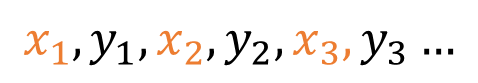 x₁, y₁, x₂, y₂, x₃, y₃ ...